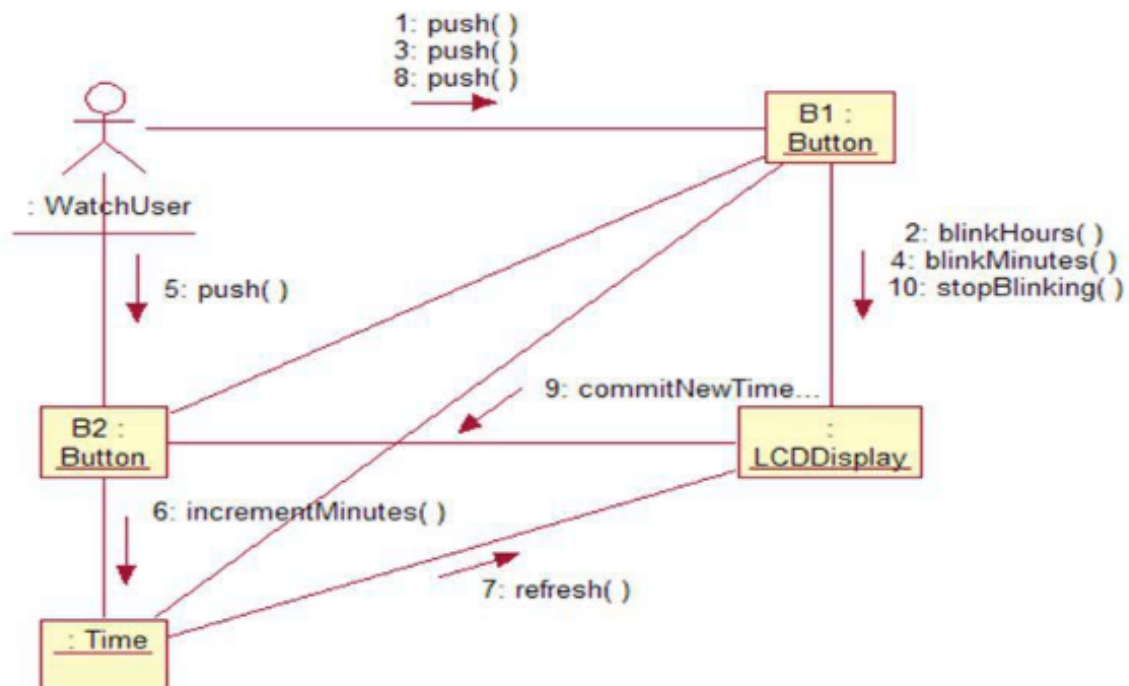 1: push( )
3: push( )
8: push( )
B1 :
Button
: WatchUser
2: blinkHours( )
4: blinkMinutes( )
10: stopBlinking( )
5: push( )
9: commitNewTime...
B2 :
Button
:
LCDDisplay
6: incrementMinutes( )
7: refresh( )
: Time